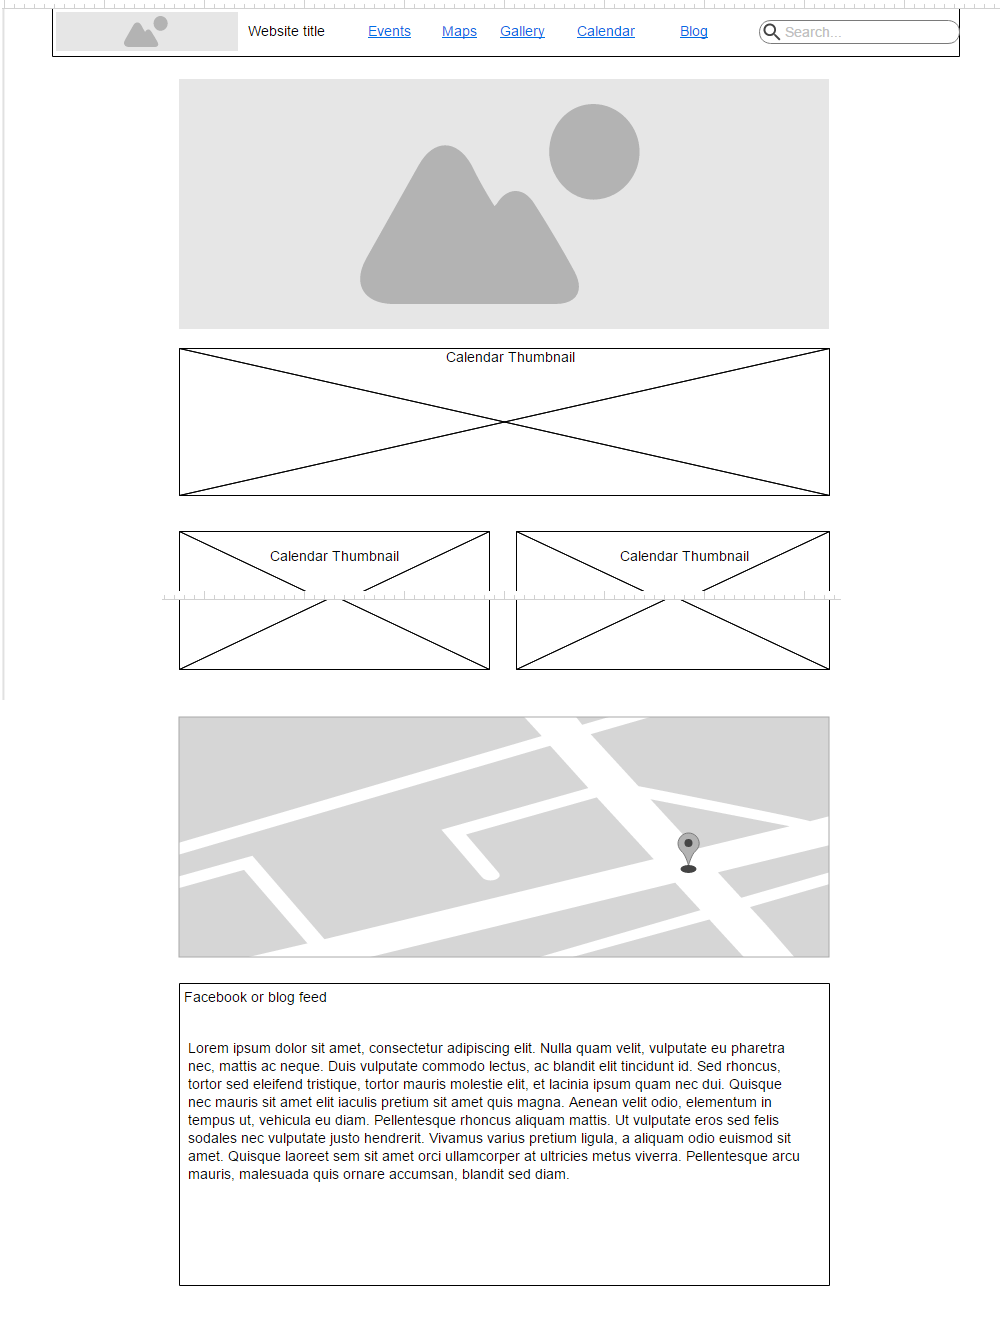 Website title Events Maps Gallery Calendar Blog Search...
Calendar Thumbnail
Calendar Thumbnail Calendar Thumbnail
Facebook or blog feed
Lorem ipsum dolor sit amet, consectetur adipiscing elit. Nulla quam velit, vulputate eu pharetra
nec, mattis ac neque. Duis vulputate commodo lectus, ac blandit elit tincidunt id. Sed rhoncus,
tortor sed eleifend tristique, tortor mauris molestie elit, et lacinia ipsum quam nec dui. Quisque
nec mauris sit amet elit iaculis pretium sit amet quis magna. Aenean velit odio, elementum in
tempus ut, vehicula eu diam. Pellentesque rhoncus aliquam mattis. Ut vulputate eros sed felis
sodales nec vulputate justo hendrerit. Vivamus varius pretium ligula, a aliquam odio euismod sit
amet. Quisque laoreet sem sit amet orci ullamcorper at ultricies metus viverra. Pellentesque arcu
mauris, malesuada quis ornare accumsan, blandit sed diam.